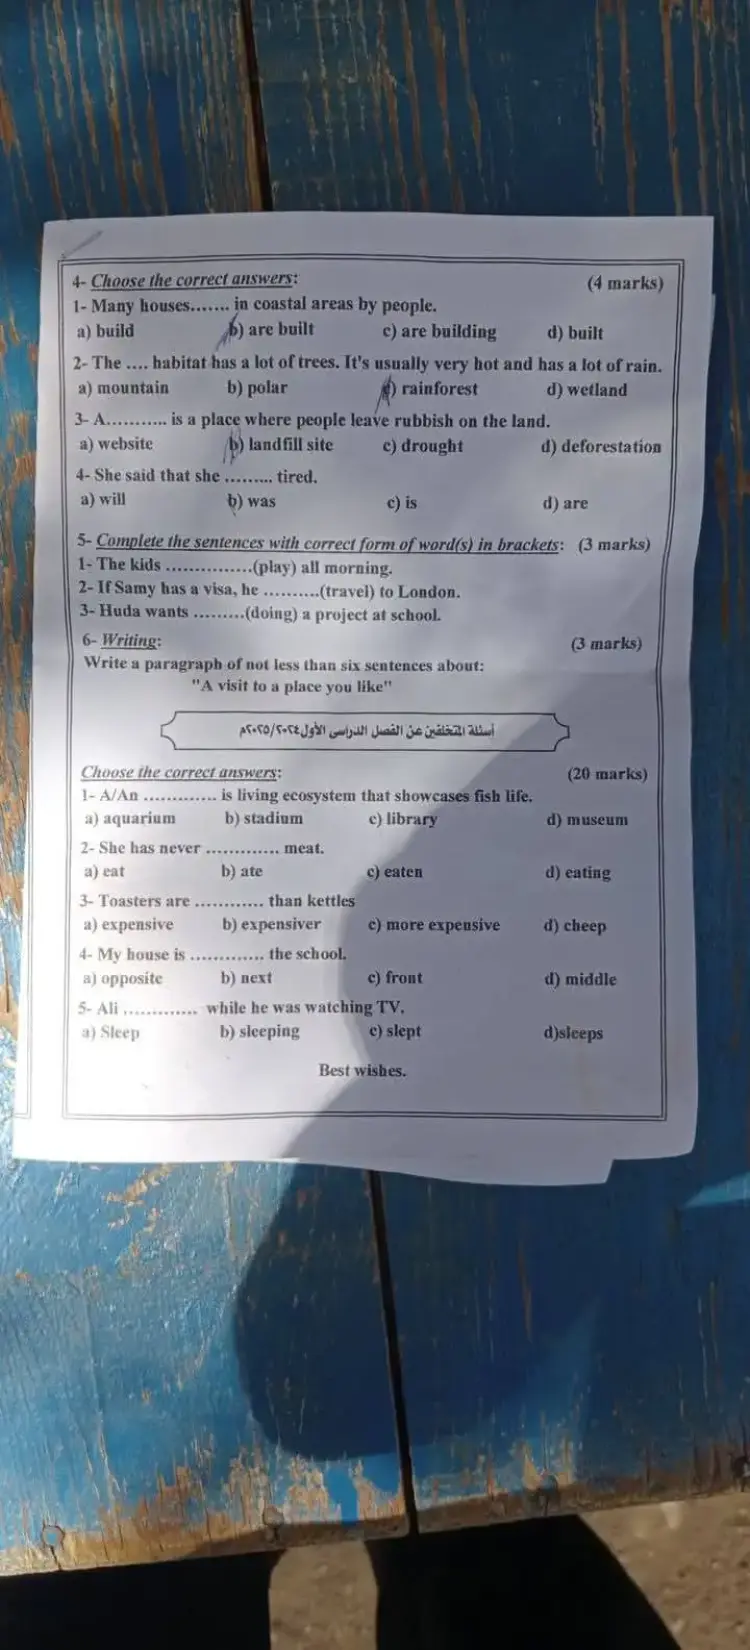 4- Choose the correct answers: (4 marks)
1- Many houses....... in coastal areas by people.
a) build b) are built c) are building d) built
2- The .... habitat has a lot of trees. It's usually very hot and has a lot of rain.
a) mountain b) polar c) rainforest d) wetland
3- A........... is a place where people leave rubbish on the land.
a) website b) landfill site c) drought d) deforestation
4- She said that she ......... tired.
a) will b) was c) is d) are
5- Complete the sentences with correct form of word(s) in brackets: (3 marks)
1- The kids ...............(play) all morning.
2- If Samy has a visa, he ..........(travel) to London.
3- Huda wants .........(doing) a project at school.
6- Writing: (3 marks)
Write a paragraph of not less than six sentences about:
"A visit to a place you like"
أسئلة المتخلفين عن الفصل الدراسي الأول ٢٠٢٤/٢٠٢٥م
Choose the correct answers: (20 marks)
1- A/An ............. is living ecosystem that showcases fish life.
a) aquarium b) stadium c) library d) museum
2- She has never ............. meat.
a) eat b) ate c) eaten d) eating
3- Toasters are ............ than kettles
a) expensive b) expensiver c) more expensive d) cheep
4- My house is ............. the school.
a) opposite b) next c) front d) middle
5- Ali ............. while he was watching TV.
a) Sleep b) sleeping c) slept d)sleeps
Best wishes.